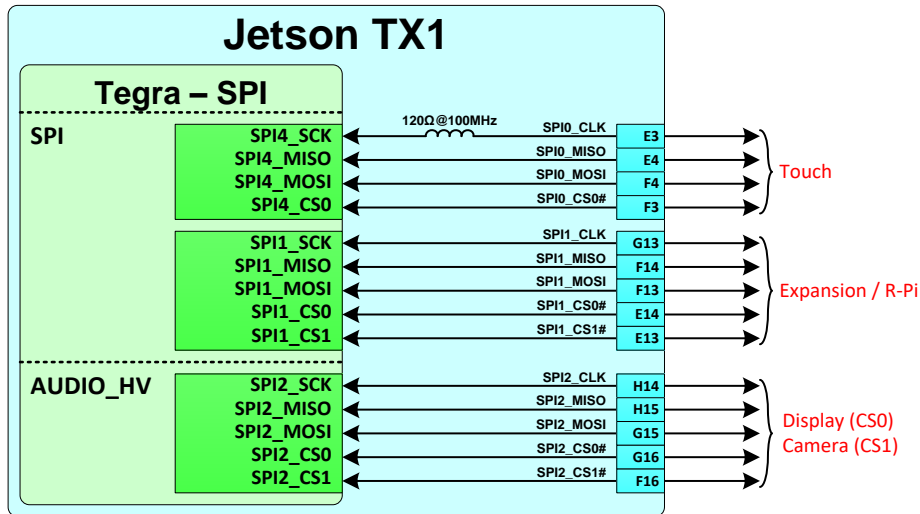 Jetson TX1
Tegra – SPI
SPI
120Ω@100MHz
SPI4_SCK SPI0_CLK E3
SPI4_MISO SPI0_MISO E4
SPI4_MOSI SPI0_MOSI F4
SPI4_CS0 SPI0_CS0# F3
Touch
SPI1_SCK SPI1_CLK G13
SPI1_MISO SPI1_MISO F14
SPI1_MOSI SPI1_MOSI F13
SPI1_CS0 SPI1_CS0# E14
SPI1_CS1 SPI1_CS1# E13
Expansion / R-Pi
AUDIO_HV
SPI2_SCK SPI2_CLK H14
SPI2_MISO SPI2_MISO H15
SPI2_MOSI SPI2_MOSI G15
SPI2_CS0 SPI2_CS0# G16
SPI2_CS1 SPI2_CS1# F16
Display (CS0)
Camera (CS1)